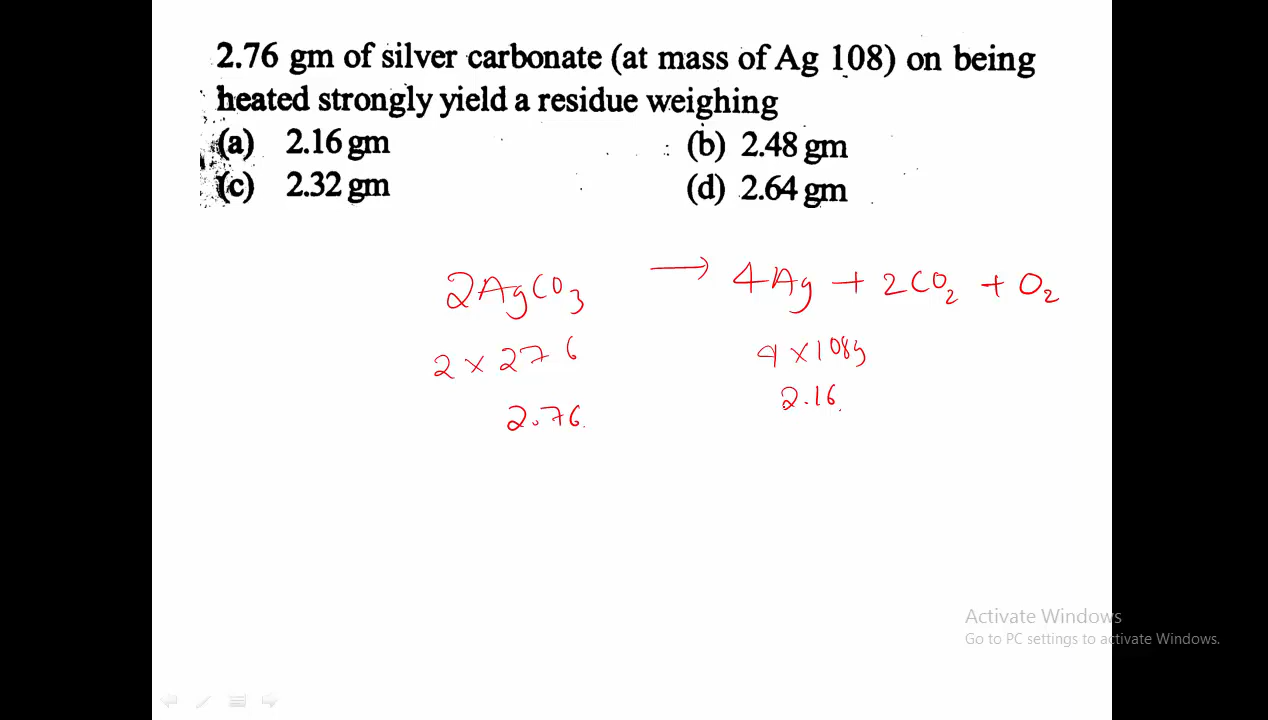 2.76 gm of silver carbonate (at mass of Ag 108) on being
heated strongly yield a residue weighing
(a) 2.16 gm (b) 2.48 gm
(c) 2.32 gm (d) 2.64 gm
2AgCO₃ → 4Ag + 2CO₂ + O₂
2 × 276 4 × 108g
2.76. 2.16.
Activate Windows
Go to PC settings to activate Windows.